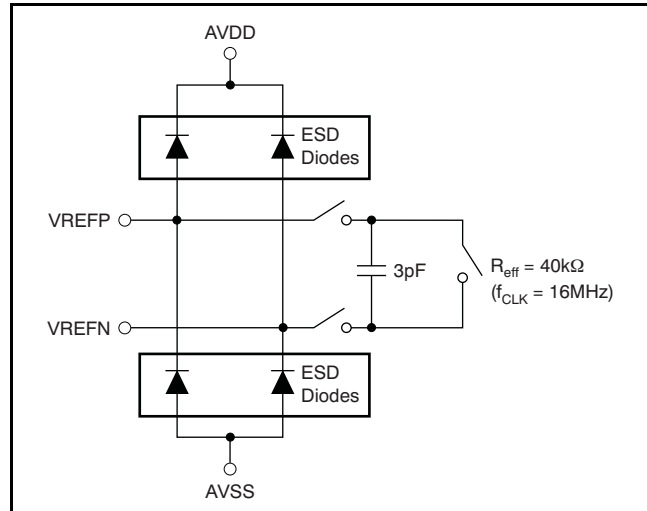 AVDD
ESD
Diodes
VREFP
3pF
Reff = 40kΩ
(fCLK = 16MHz)
VREFN
ESD
Diodes
AVSS